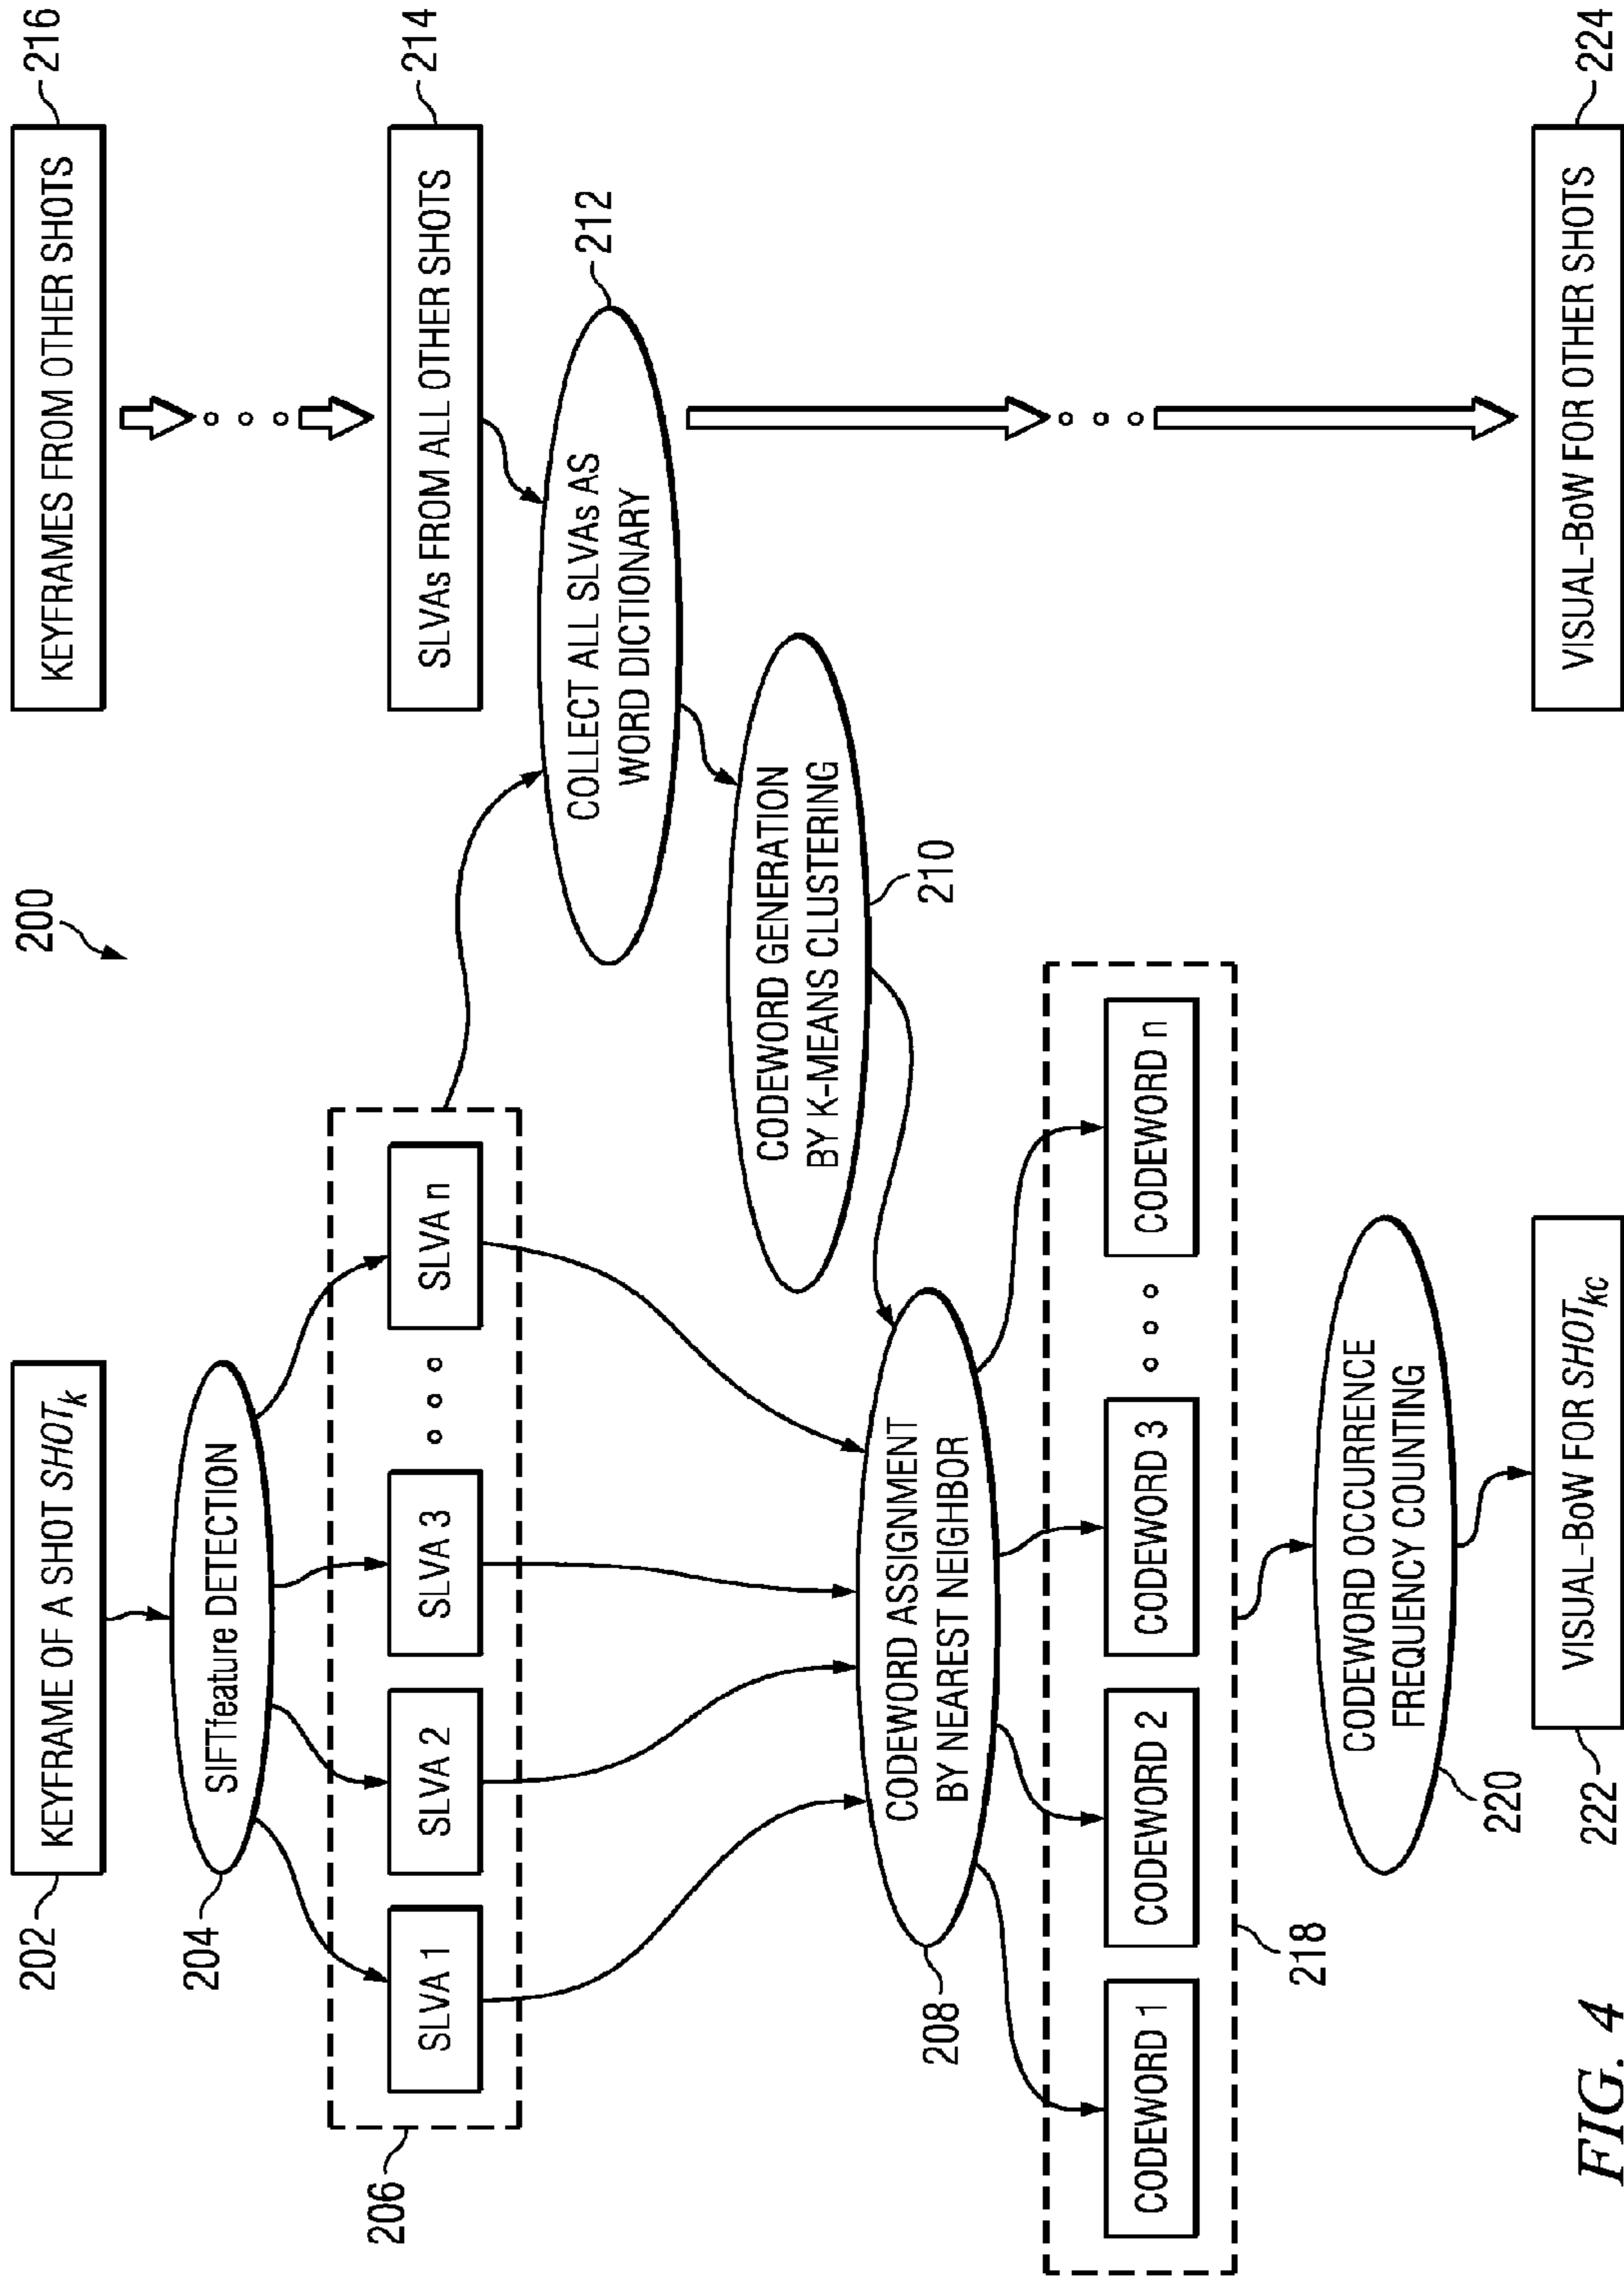 200
202
KEYFRAME OF A SHOT SHOTk
KEYFRAMES FROM OTHER SHOTS
216
204
SIFTfeature DETECTION
206
SLVA 1
SLVA 2
SLVA 3
SLVA n
SLVAs FROM ALL OTHER SHOTS
214
COLLECT ALL SLVAs AS
WORD DICTIONARY
212
CODEWORD GENERATION
BY K-MEANS CLUSTERING
210
208
CODEWORD ASSIGNMENT
BY NEAREST NEIGHBOR
CODEWORD 1
CODEWORD 2
CODEWORD 3
CODEWORD n
218
CODEWORD OCCURRENCE
FREQUENCY COUNTING
220
222
VISUAL-BoW FOR SHOTkc
VISUAL-BoW FOR OTHER SHOTS
224
FIG. 4